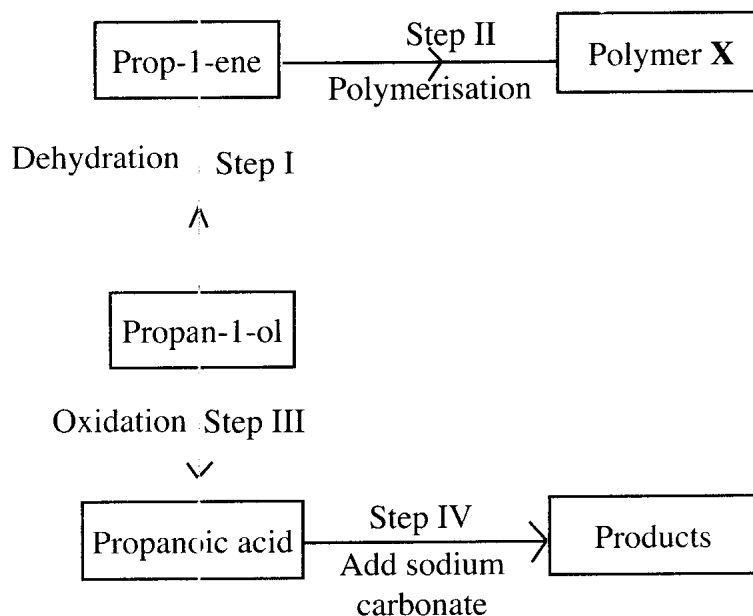 Prop-1-ene
Step II
Polymerisation
Polymer X
Dehydration Step I
Propan-1-ol
Oxidation Step III
Propanoic acid
Step IV
Add sodium
carbonate
Products